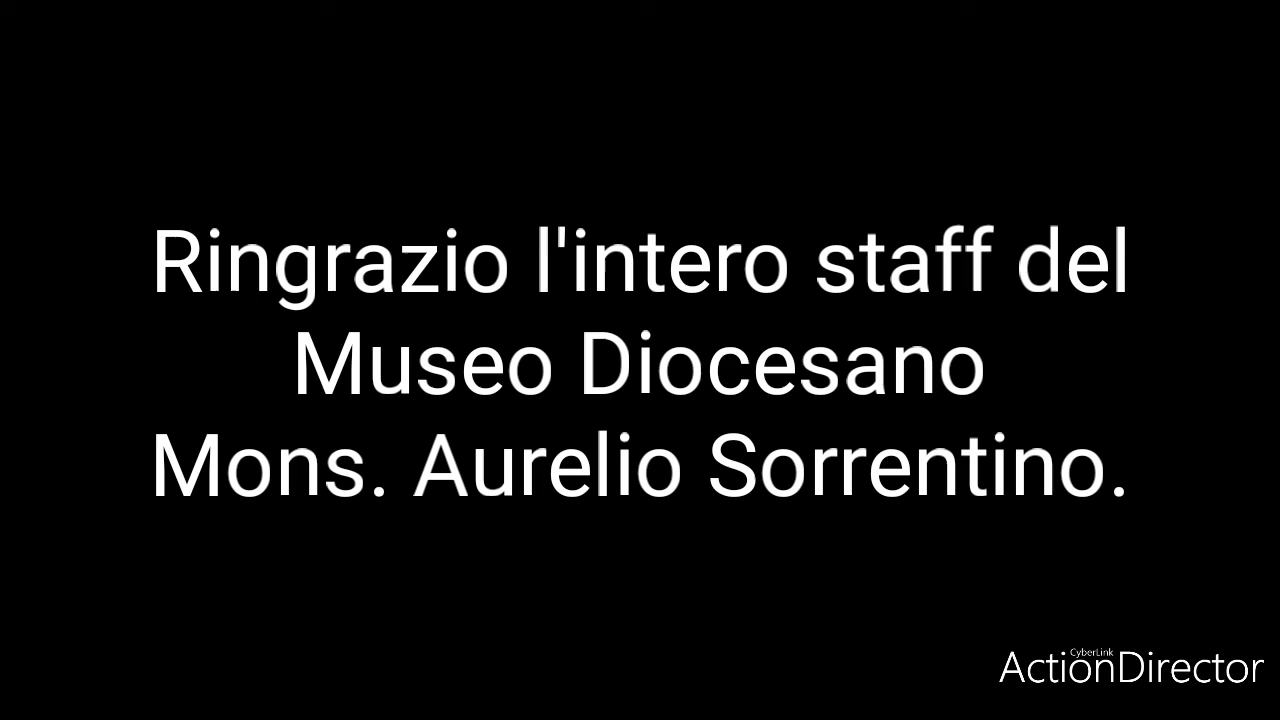 Ringrazio l'intero staff del
Museo Diocesano
Mons. Aurelio Sorrentino.
CyberLink
ActionDirector